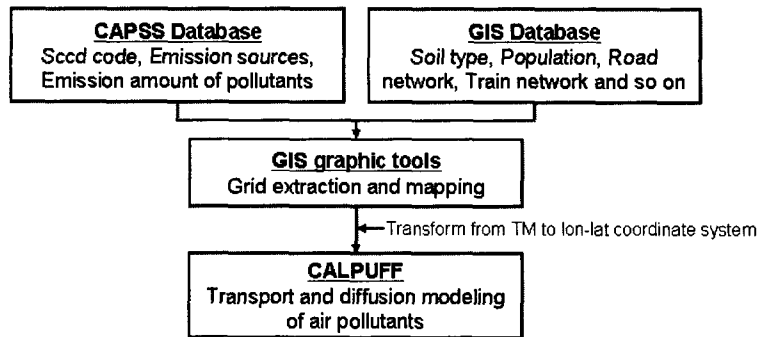 CAPSS Database
Sccd code, Emission sources,
Emission amount of pollutants
GIS Database
Soil type, Population, Road
network, Train network and so on
GIS graphic tools
Grid extraction and mapping
Transform from TM to lon-lat coordinate system
CALPUFF
Transport and diffusion modeling
of air pollutants